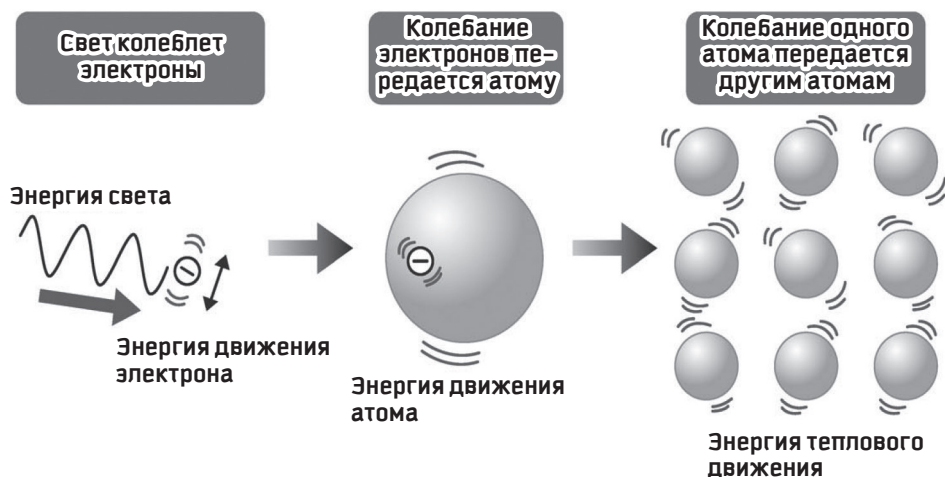 Свет колеблет
электроны
Колебание
электронов пе-
редается атому
Колебание одного
атома передается
другим атомам
Энергия света
Энергия движения
электрона
Энергия движения
атома
Энергия теплового
движения